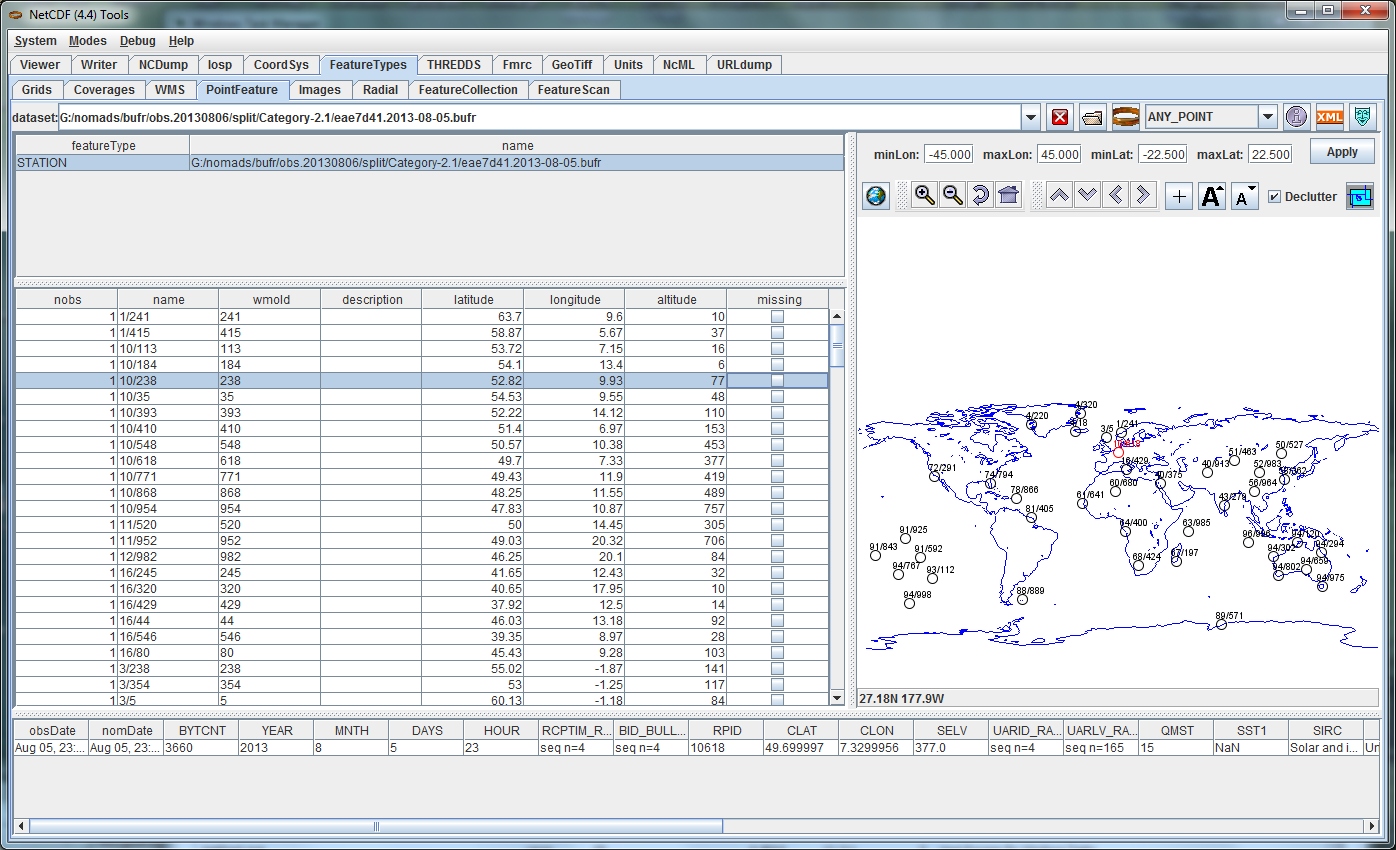 NetCDF (4.4) Tools
System Modes Debug Help
Viewer Writer NCDump Iosp CoordSys FeatureTypes THREDDS Fmrc GeoTiff Units NcML URLdump
Grids Coverages WMS PointFeature Images Radial FeatureCollection FeatureScan
dataset: G:/nomads/bufr/obs.20130806/split/Category-2.1/eae7d41.2013-08-05.bufr ANY_POINT XML
featureType name
STATION G:/nomads/bufr/obs.20130806/split/Category-2.1/eae7d41.2013-08-05.bufr
minLon: -45.000 maxLon: 45.000 minLat: -22.500 maxLat: 22.500 Apply
A A Declutter
nobs name wmoId description latitude longitude altitude missing
1 1/241 241 63.7 9.6 10
1 1/415 415 58.87 5.67 37
1 10/113 113 53.72 7.15 16
1 10/184 184 54.1 13.4 6
1 10/238 238 52.82 9.93 77
1 10/35 35 54.53 9.55 48
1 10/393 393 52.22 14.12 110
1 10/410 410 51.4 6.97 153
1 10/548 548 50.57 10.38 453
1 10/618 618 49.7 7.33 377
1 10/771 771 49.43 11.9 419
1 10/868 868 48.25 11.55 489
1 10/954 954 47.83 10.87 757
1 11/520 520 50 14.45 305
1 11/952 952 49.03 20.32 706
1 12/982 982 46.25 20.1 84
1 16/245 245 41.65 12.43 32
1 16/320 320 40.65 17.95 10
1 16/429 429 37.92 12.5 14
1 16/44 44 46.03 13.18 92
1 16/546 546 39.35 8.97 28
1 16/80 80 45.43 9.28 103
1 3/238 238 55.02 -1.87 141
1 3/354 354 53 -1.25 117
1 3/5 5 60.13 -1.18 84
4/320
4/220
3/5 1/241
50/527
51/463
16/429
40/913 52/983
72/291 74/794
40/375
60/680 56/964
78/866 61/641 43/279
81/405
64/400 63/985
91/925
91/843 91/592
94/294
94/302
67/197
68/424
94/767 93/112
94/802 94/659
94/975
94/998 88/889
89/571
27.18N 177.9W
obsDate nomDate BYTCNT YEAR MNTH DAYS HOUR RCPTIM_R... BID_BULL... RPID CLAT CLON SELV UARID_RA... UARLV_RA... QMST SST1 SIRC
Aug 05, 23:... Aug 05, 23:... 3660 2013 8 5 23 seq n=4 seq n=4 10618 49.699997 7.3299956 377.0 seq n=4 seq n=165 15 NaN Solar and i... Un